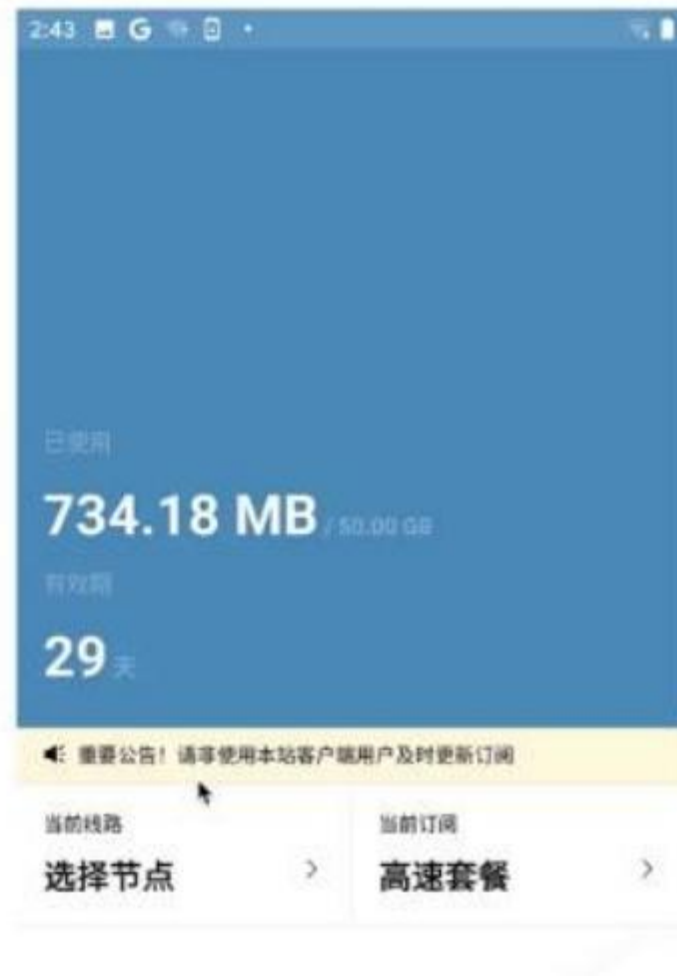 2:43 G
已使用
734.18 MB / 50.00 GB
有效期
29 天
重要公告！请非使用本站客户端用户及时更新订阅
当前线路
选择节点
当前订阅
高速套餐